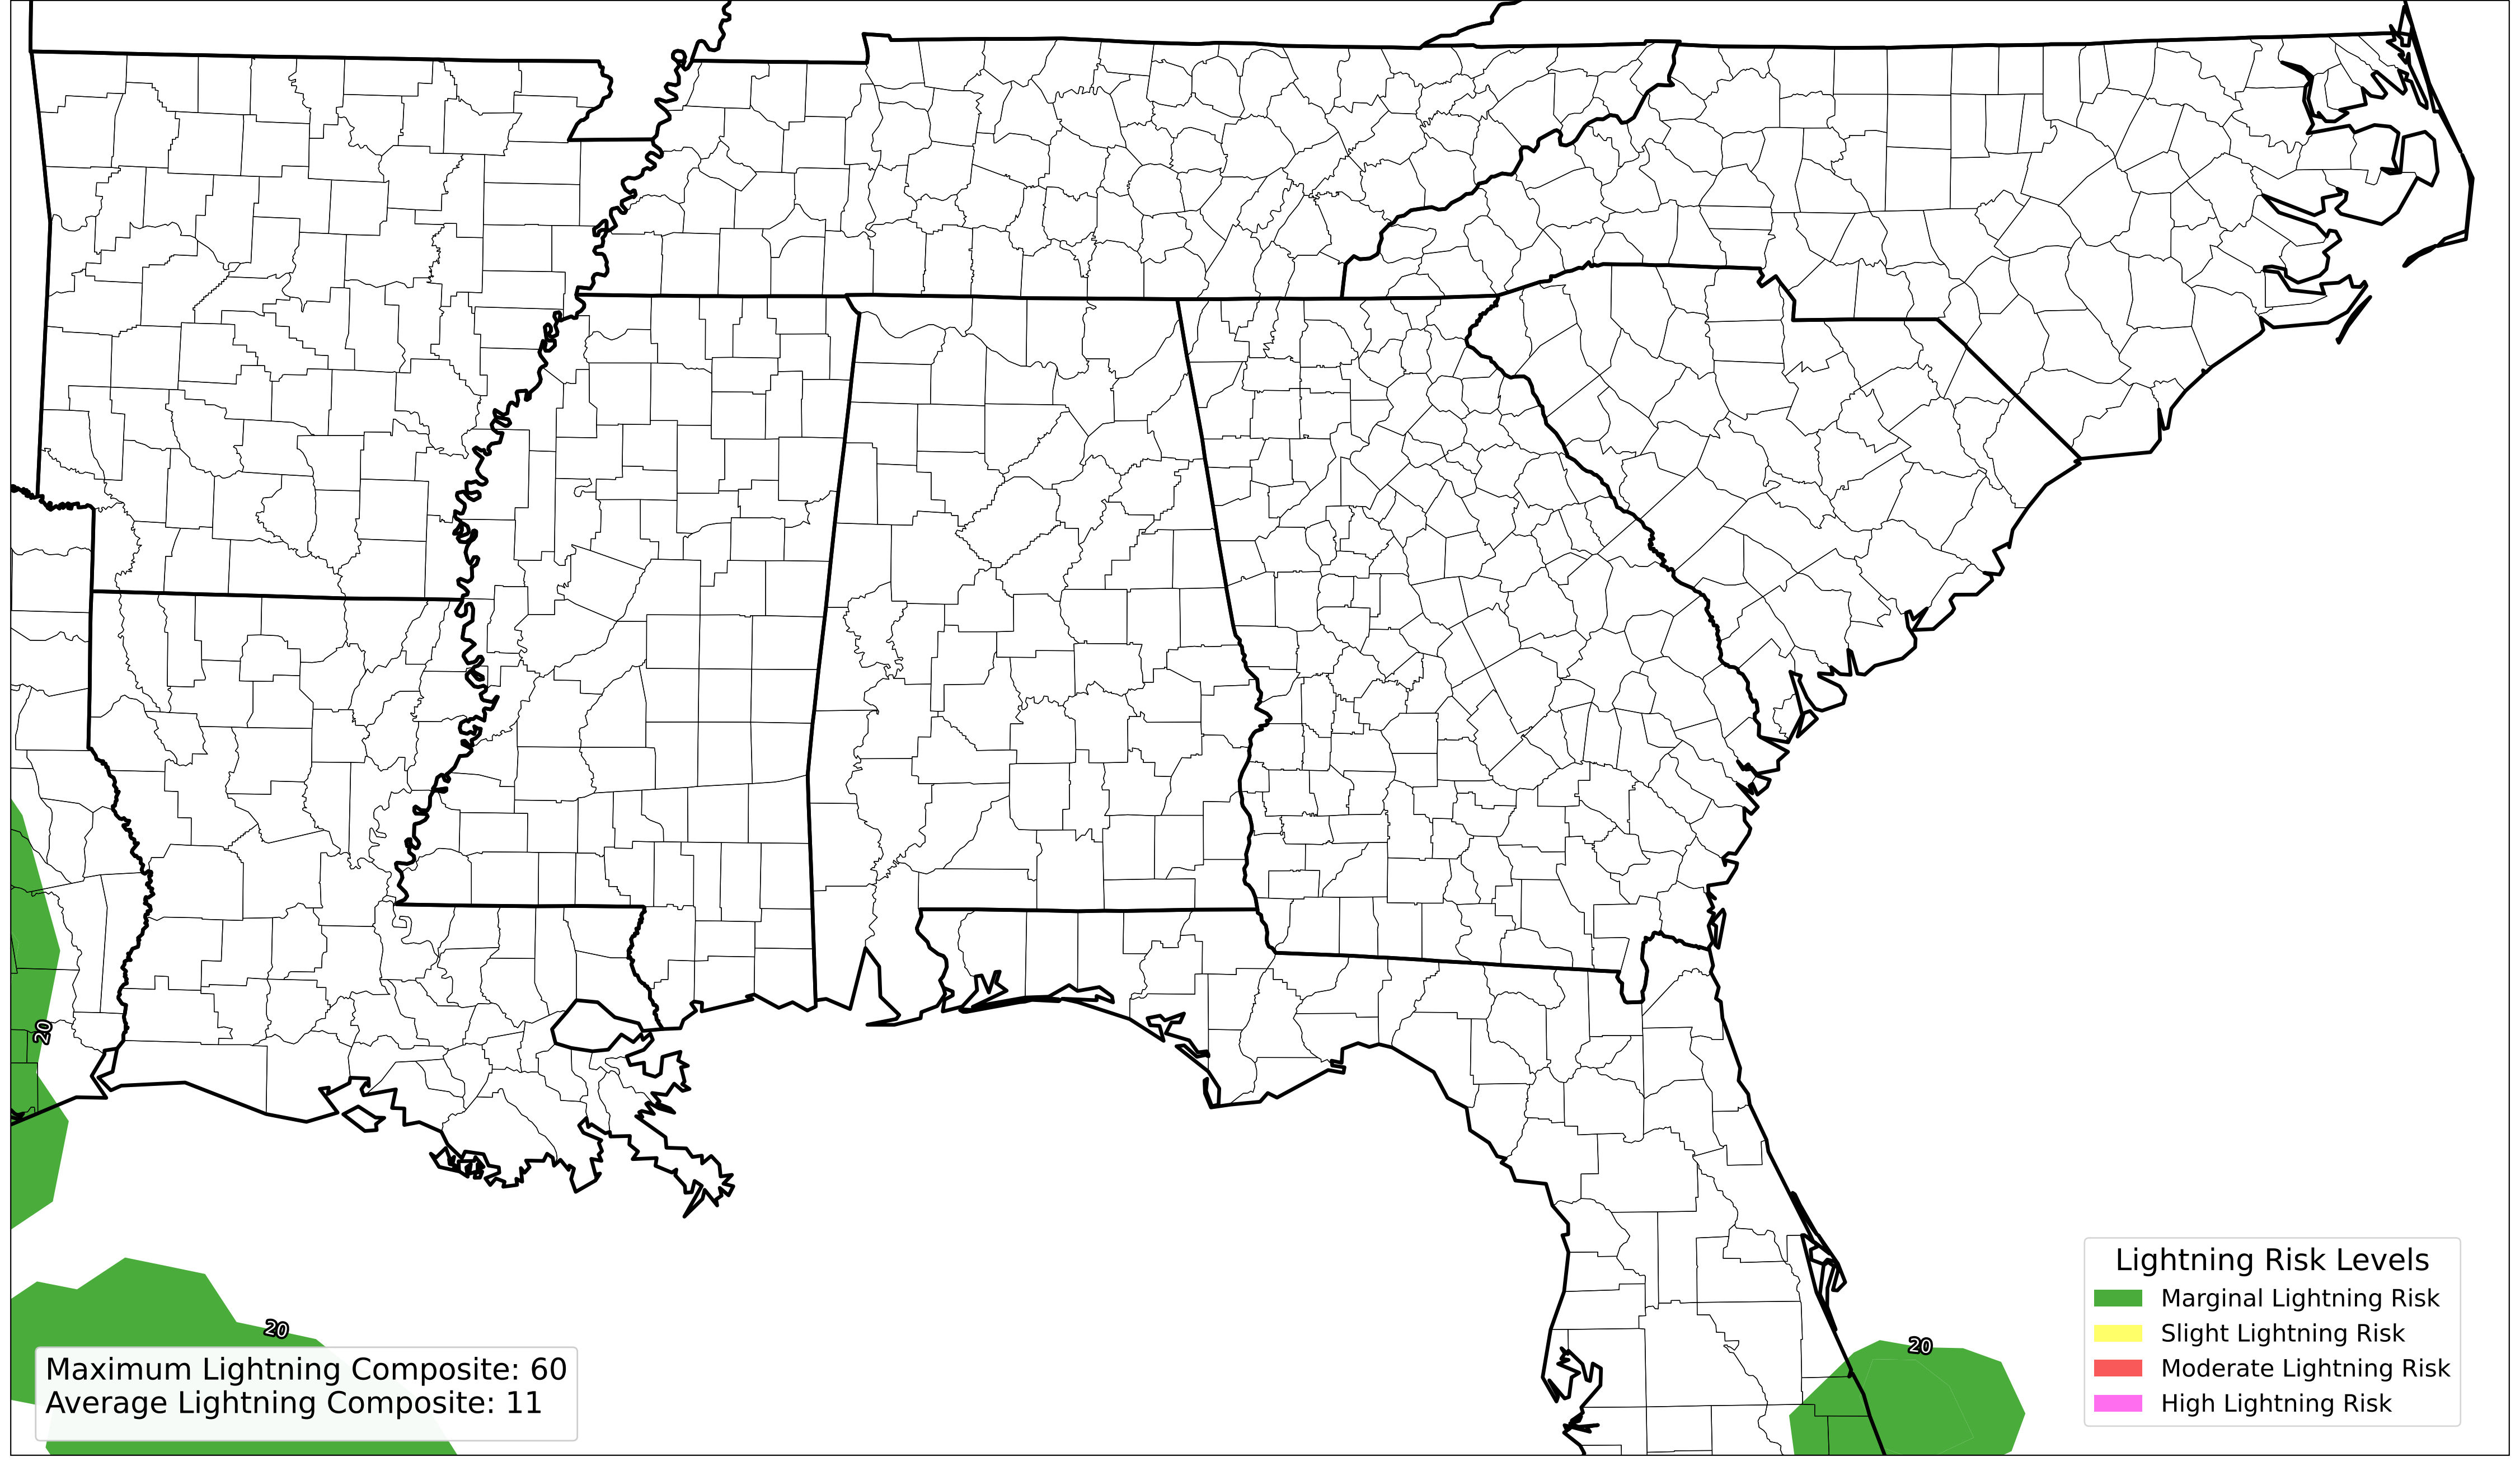 20
20
20
Maximum Lightning Composite: 60
Average Lightning Composite: 11
Lightning Risk Levels
Marginal Lightning Risk
Slight Lightning Risk
Moderate Lightning Risk
High Lightning Risk